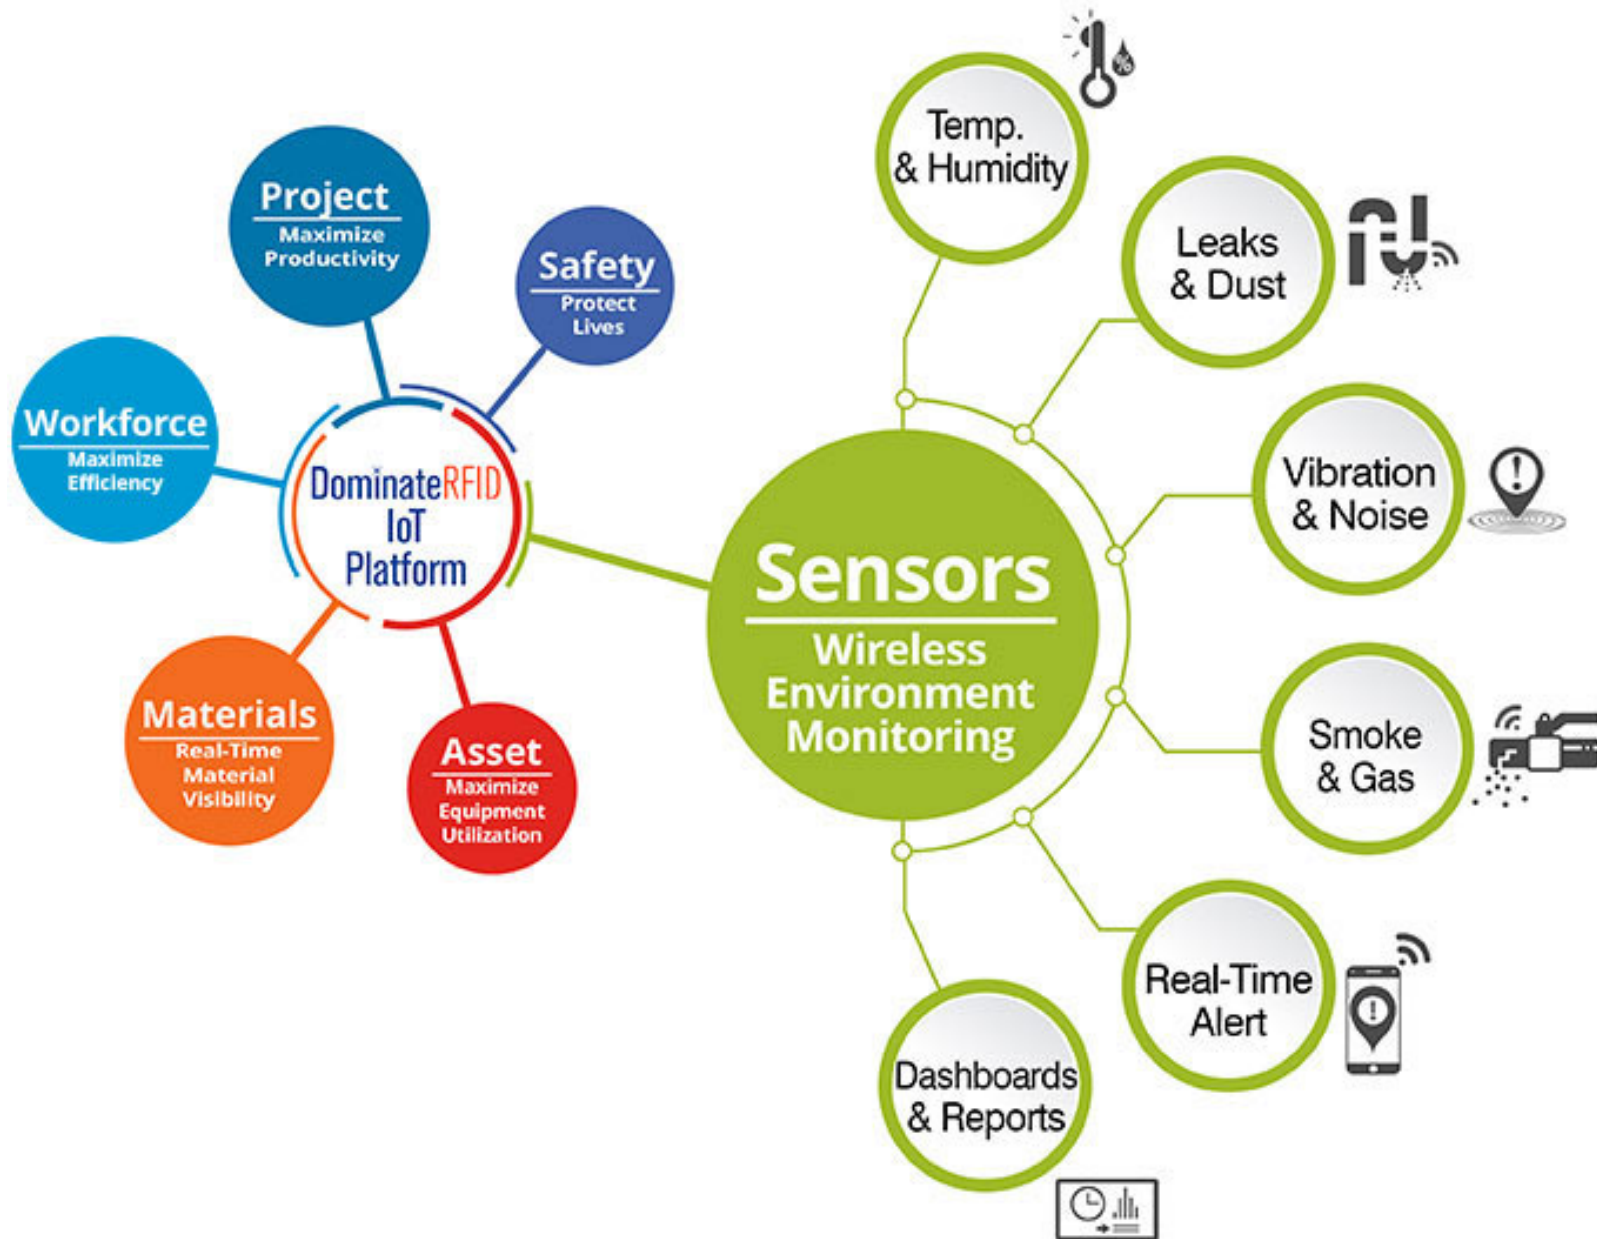 Project
Maximize
Productivity
Safety
Protect
Lives
Workforce
Maximize
Efficiency
DominateRFID
IoT
Platform
Materials
Real-Time
Material
Visibility
Asset
Maximize
Equipment
Utilization
Sensors
Wireless
Environment
Monitoring
Temp.
& Humidity
%
Leaks
& Dust
Vibration
& Noise
!
Smoke
& Gas
Real-Time
Alert
!
Dashboards
& Reports